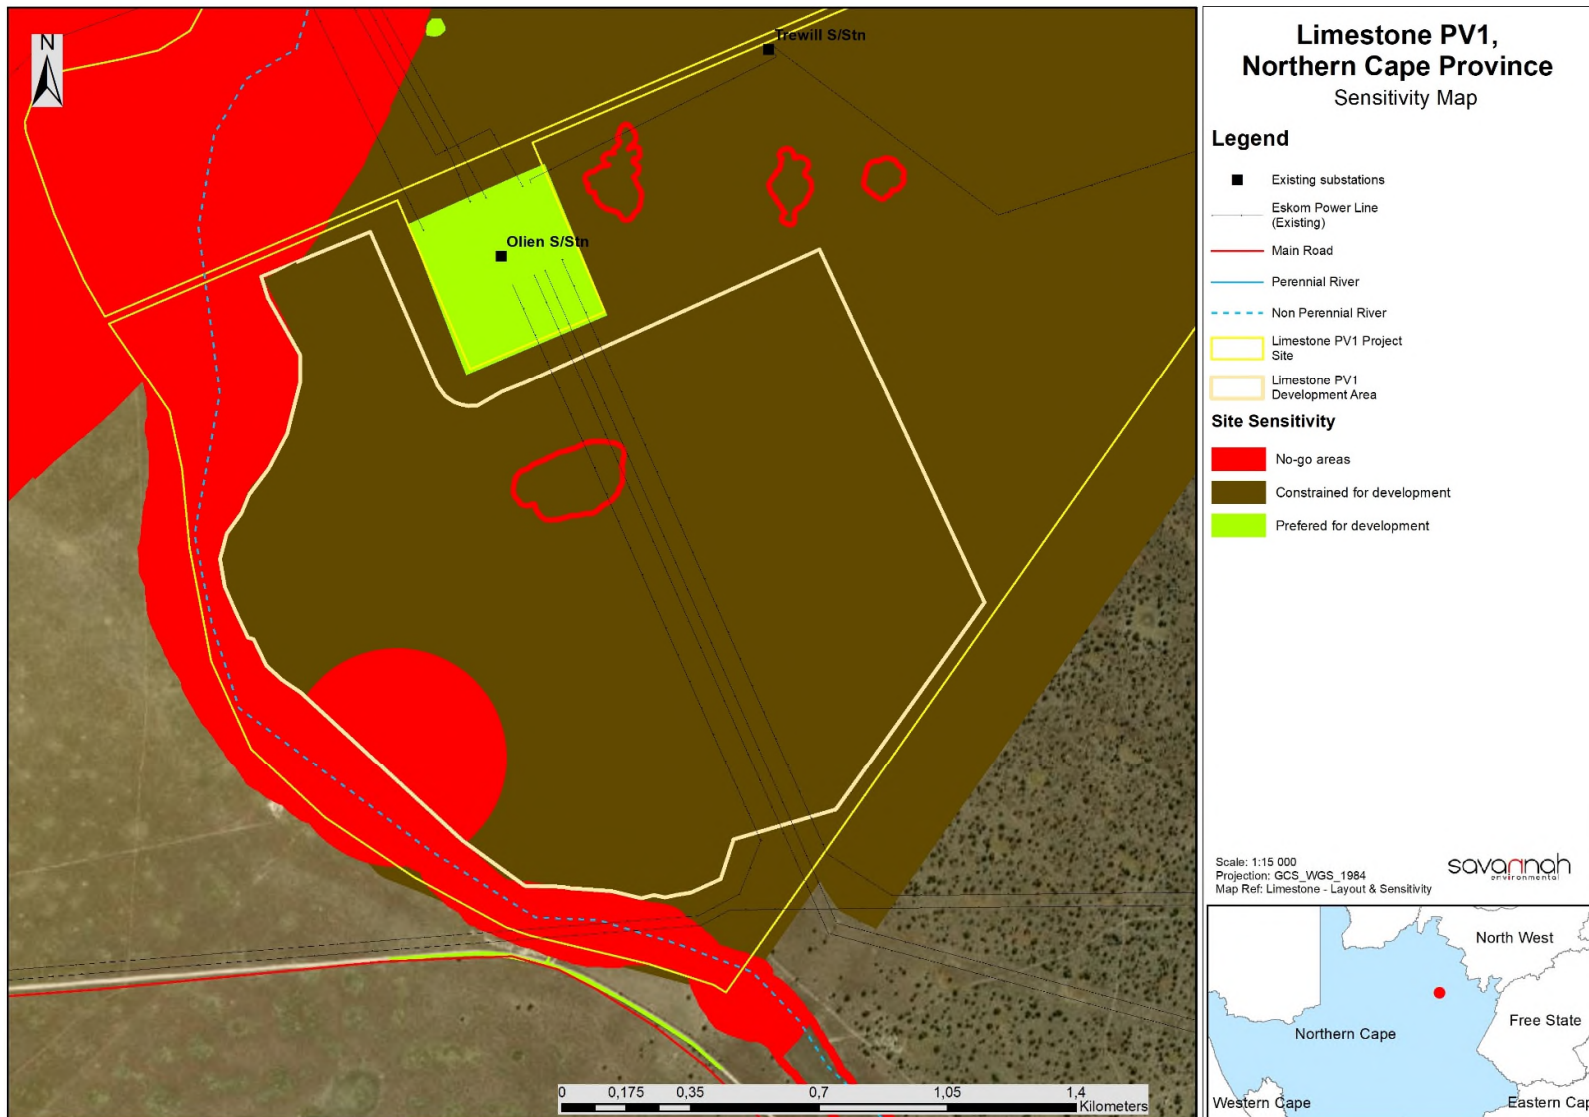 N
Trewill S/Stn
Olien S/Stn
0 0,175 0,35 0,7 1,05 1,4
Kilometers
Limestone PV1,
Northern Cape Province
Sensitivity Map
Legend
Existing substations
Eskom Power Line
(Existing)
Main Road
Perennial River
Non Perennial River
Limestone PV1 Project
Site
Limestone PV1
Development Area
Site Sensitivity
No-go areas
Constrained for development
Prefered for development
Scale: 1:15 000
Projection: GCS_WGS_1984
Map Ref: Limestone - Layout & Sensitivity
savannah
environmental
North West
Northern Cape
Free State
Western Cape
Eastern Cap